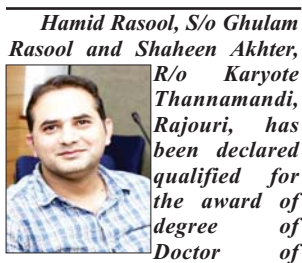 Hamid Rasool, S/o Ghulam
Rasool and Shaheen Akhter,
R/o Karyote
Thannamandi,
Rajouri, has
been declared
qualified for
the award of
degree of
Doctor of